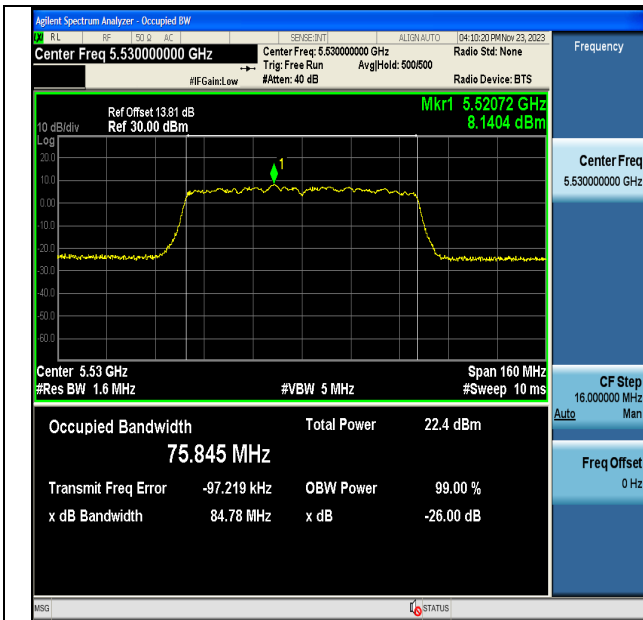 Agilent Spectrum Analyzer - Occupied BW
RL RF 50 Ω AC SENSE:INT ALIGN AUTO 04:10:20 PM Nov 23, 2023
Center Freq 5.530000000 GHz
Center Freq: 5.530000000 GHz
Radio Std: None
Trig: Free Run Avg|Hold: 500/500
#IFGain:Low #Atten: 40 dB Radio Device: BTS
Frequency
Mkr1 5.52072 GHz
8.1404 dBm
Ref Offset 13.81 dB
10 dB/div Ref 30.00 dBm
Log
20.0
1
10.0
0.00
-10.0
-20.0
-30.0
-40.0
-50.0
-60.0
Center 5.53 GHz Span 160 MHz
#Res BW 1.6 MHz #VBW 5 MHz #Sweep 10 ms
Occupied Bandwidth Total Power 22.4 dBm
75.845 MHz
Transmit Freq Error -97.219 kHz OBW Power 99.00 %
x dB Bandwidth 84.78 MHz x dB -26.00 dB
Center Freq
5.530000000 GHz
CF Step
16.000000 MHz
Auto Man
Freq Offset
0 Hz
MSG STATUS